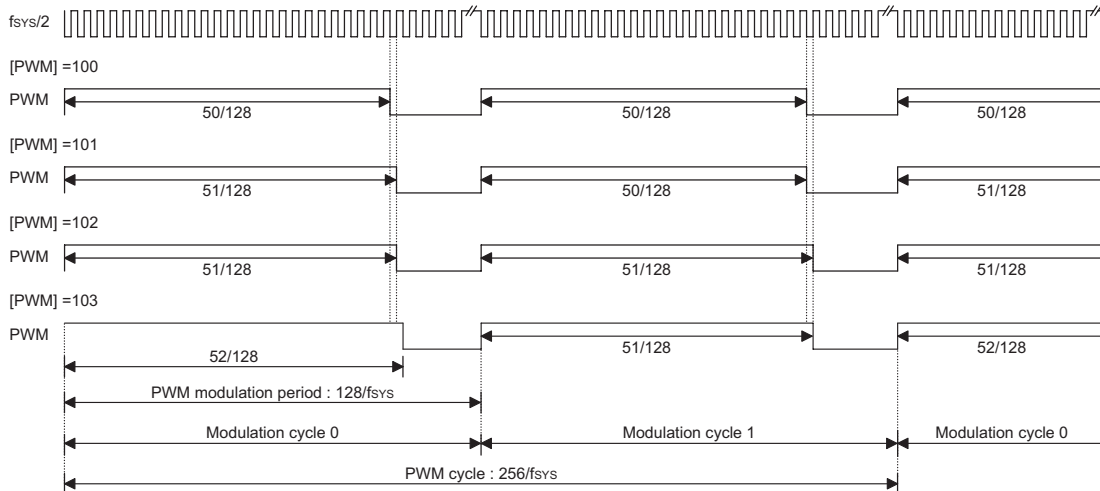 fSYS/2
[PWM] =100
PWM
50/128
50/128
50/128
[PWM] =101
PWM
51/128
50/128
51/128
[PWM] =102
PWM
51/128
51/128
51/128
[PWM] =103
PWM
52/128
51/128
52/128
PWM modulation period : 128/fSYS
Modulation cycle 0
Modulation cycle 1
Modulation cycle 0
PWM cycle : 256/fSYS